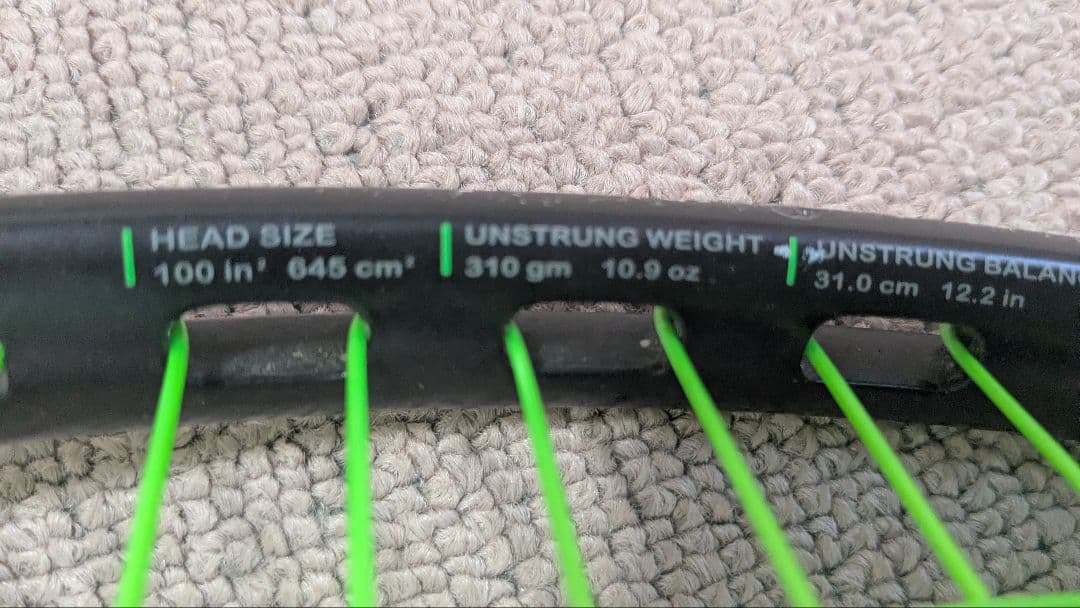 HEAD SIZE
100 in² 645 cm²
UNSTRUNG WEIGHT
310 gm 10.9 oz
UNSTRUNG BALAN
31.0 cm 12.2 in